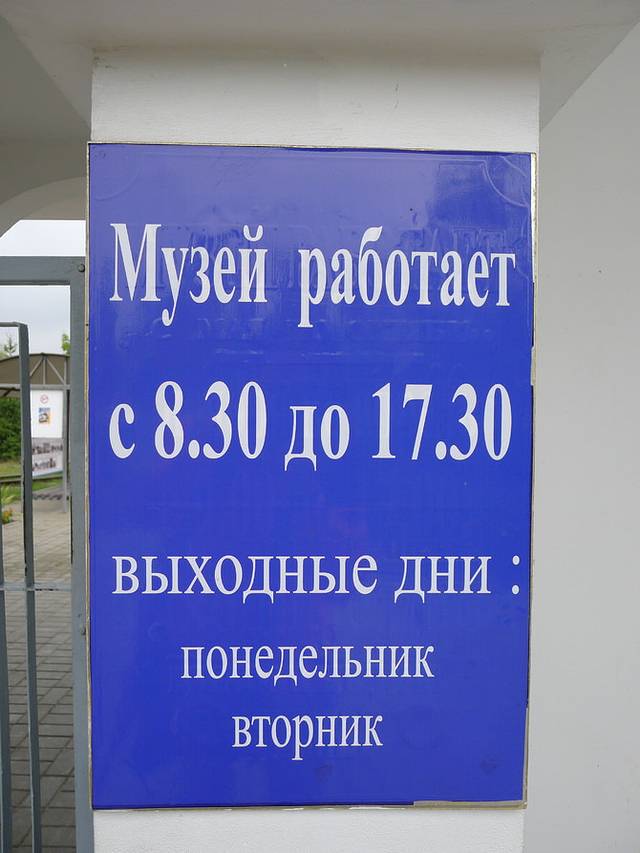 Музей работает
с 8.30 до 17.30
выходные дни :
понедельник
вторник